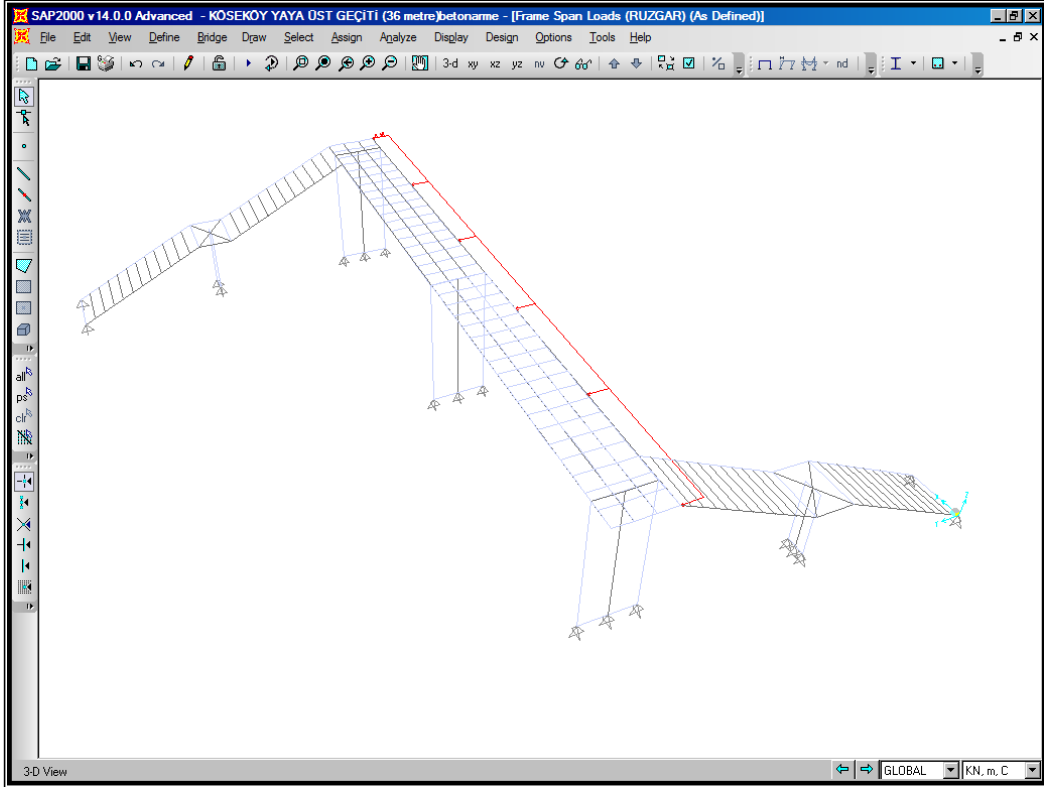 SAP2000 v14.0.0 Advanced - KÖSEKÖY YAYA ÜST GEÇİTİ (36 metre)betonarme - [Frame Span Loads (RUZGAR) (As Defined)]
File Edit View Define Bridge Draw Select Assign Analyze Display Design Options Tools Help
3-d xy xz yz nv nd
all
ps
clr
3-D View
GLOBAL
KN, m, C